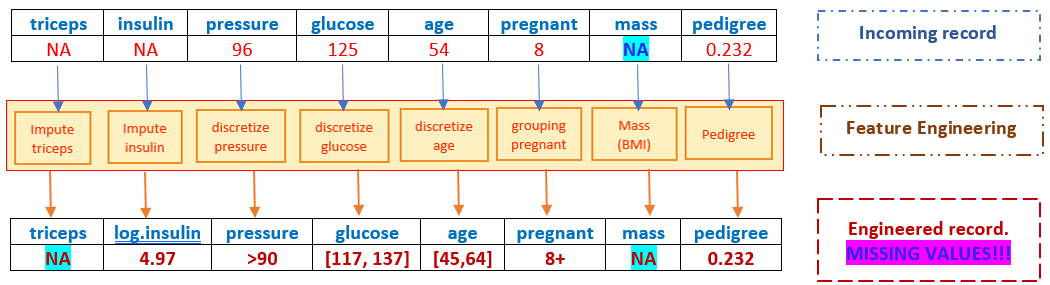 triceps insulin pressure glucose age pregnant mass pedigree
NA NA 96 125 54 8 NA 0.232
Incoming record
Impute triceps
Impute insulin
discretize pressure
discretize glucose
discretize age
grouping pregnant
Mass (BMI)
Pedigree
Feature Engineering
triceps log.insulin pressure glucose age pregnant mass pedigree
NA 4.97 >90 [117, 137] [45,64] 8+ NA 0.232
Engineered record.
MISSING VALUES!!!